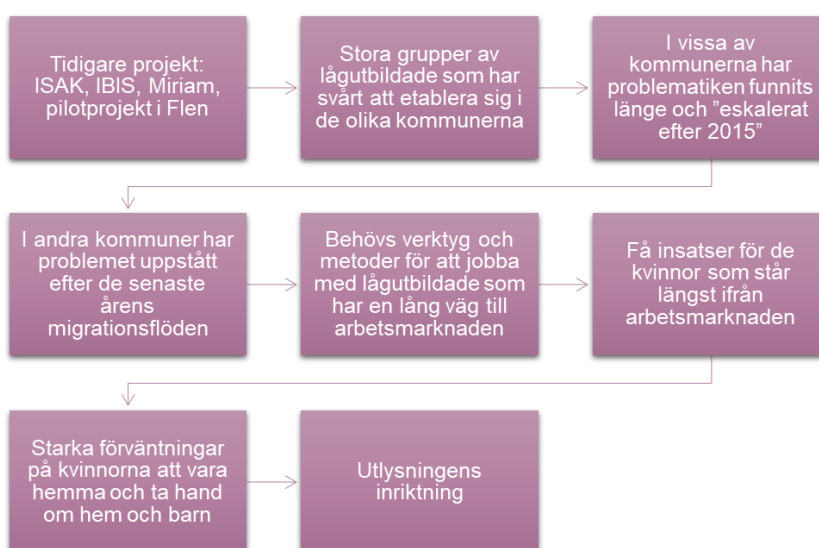 Tidigare projekt:
ISAK, IBIS, Miriam,
pilotprojekt i Flen
Stora grupper av
lågutbildade som har
svårt att etablera sig i
de olika kommunerna
I vissa av
kommunerna har
problematiken funnits
länge och ”eskalerat
efter 2015”
I andra kommuner har
problemet uppstått
efter de senaste
årens
migrationsflöden
Behövs verktyg och
metoder för att jobba
med lågutbildade som
har en lång väg till
arbetsmarknaden
Få insatser för de
kvinnor som står
längst ifrån
arbetsmarknaden
Starka förväntningar
på kvinnorna att vara
hemma och ta hand
om hem och barn
Utlysningens
inriktning